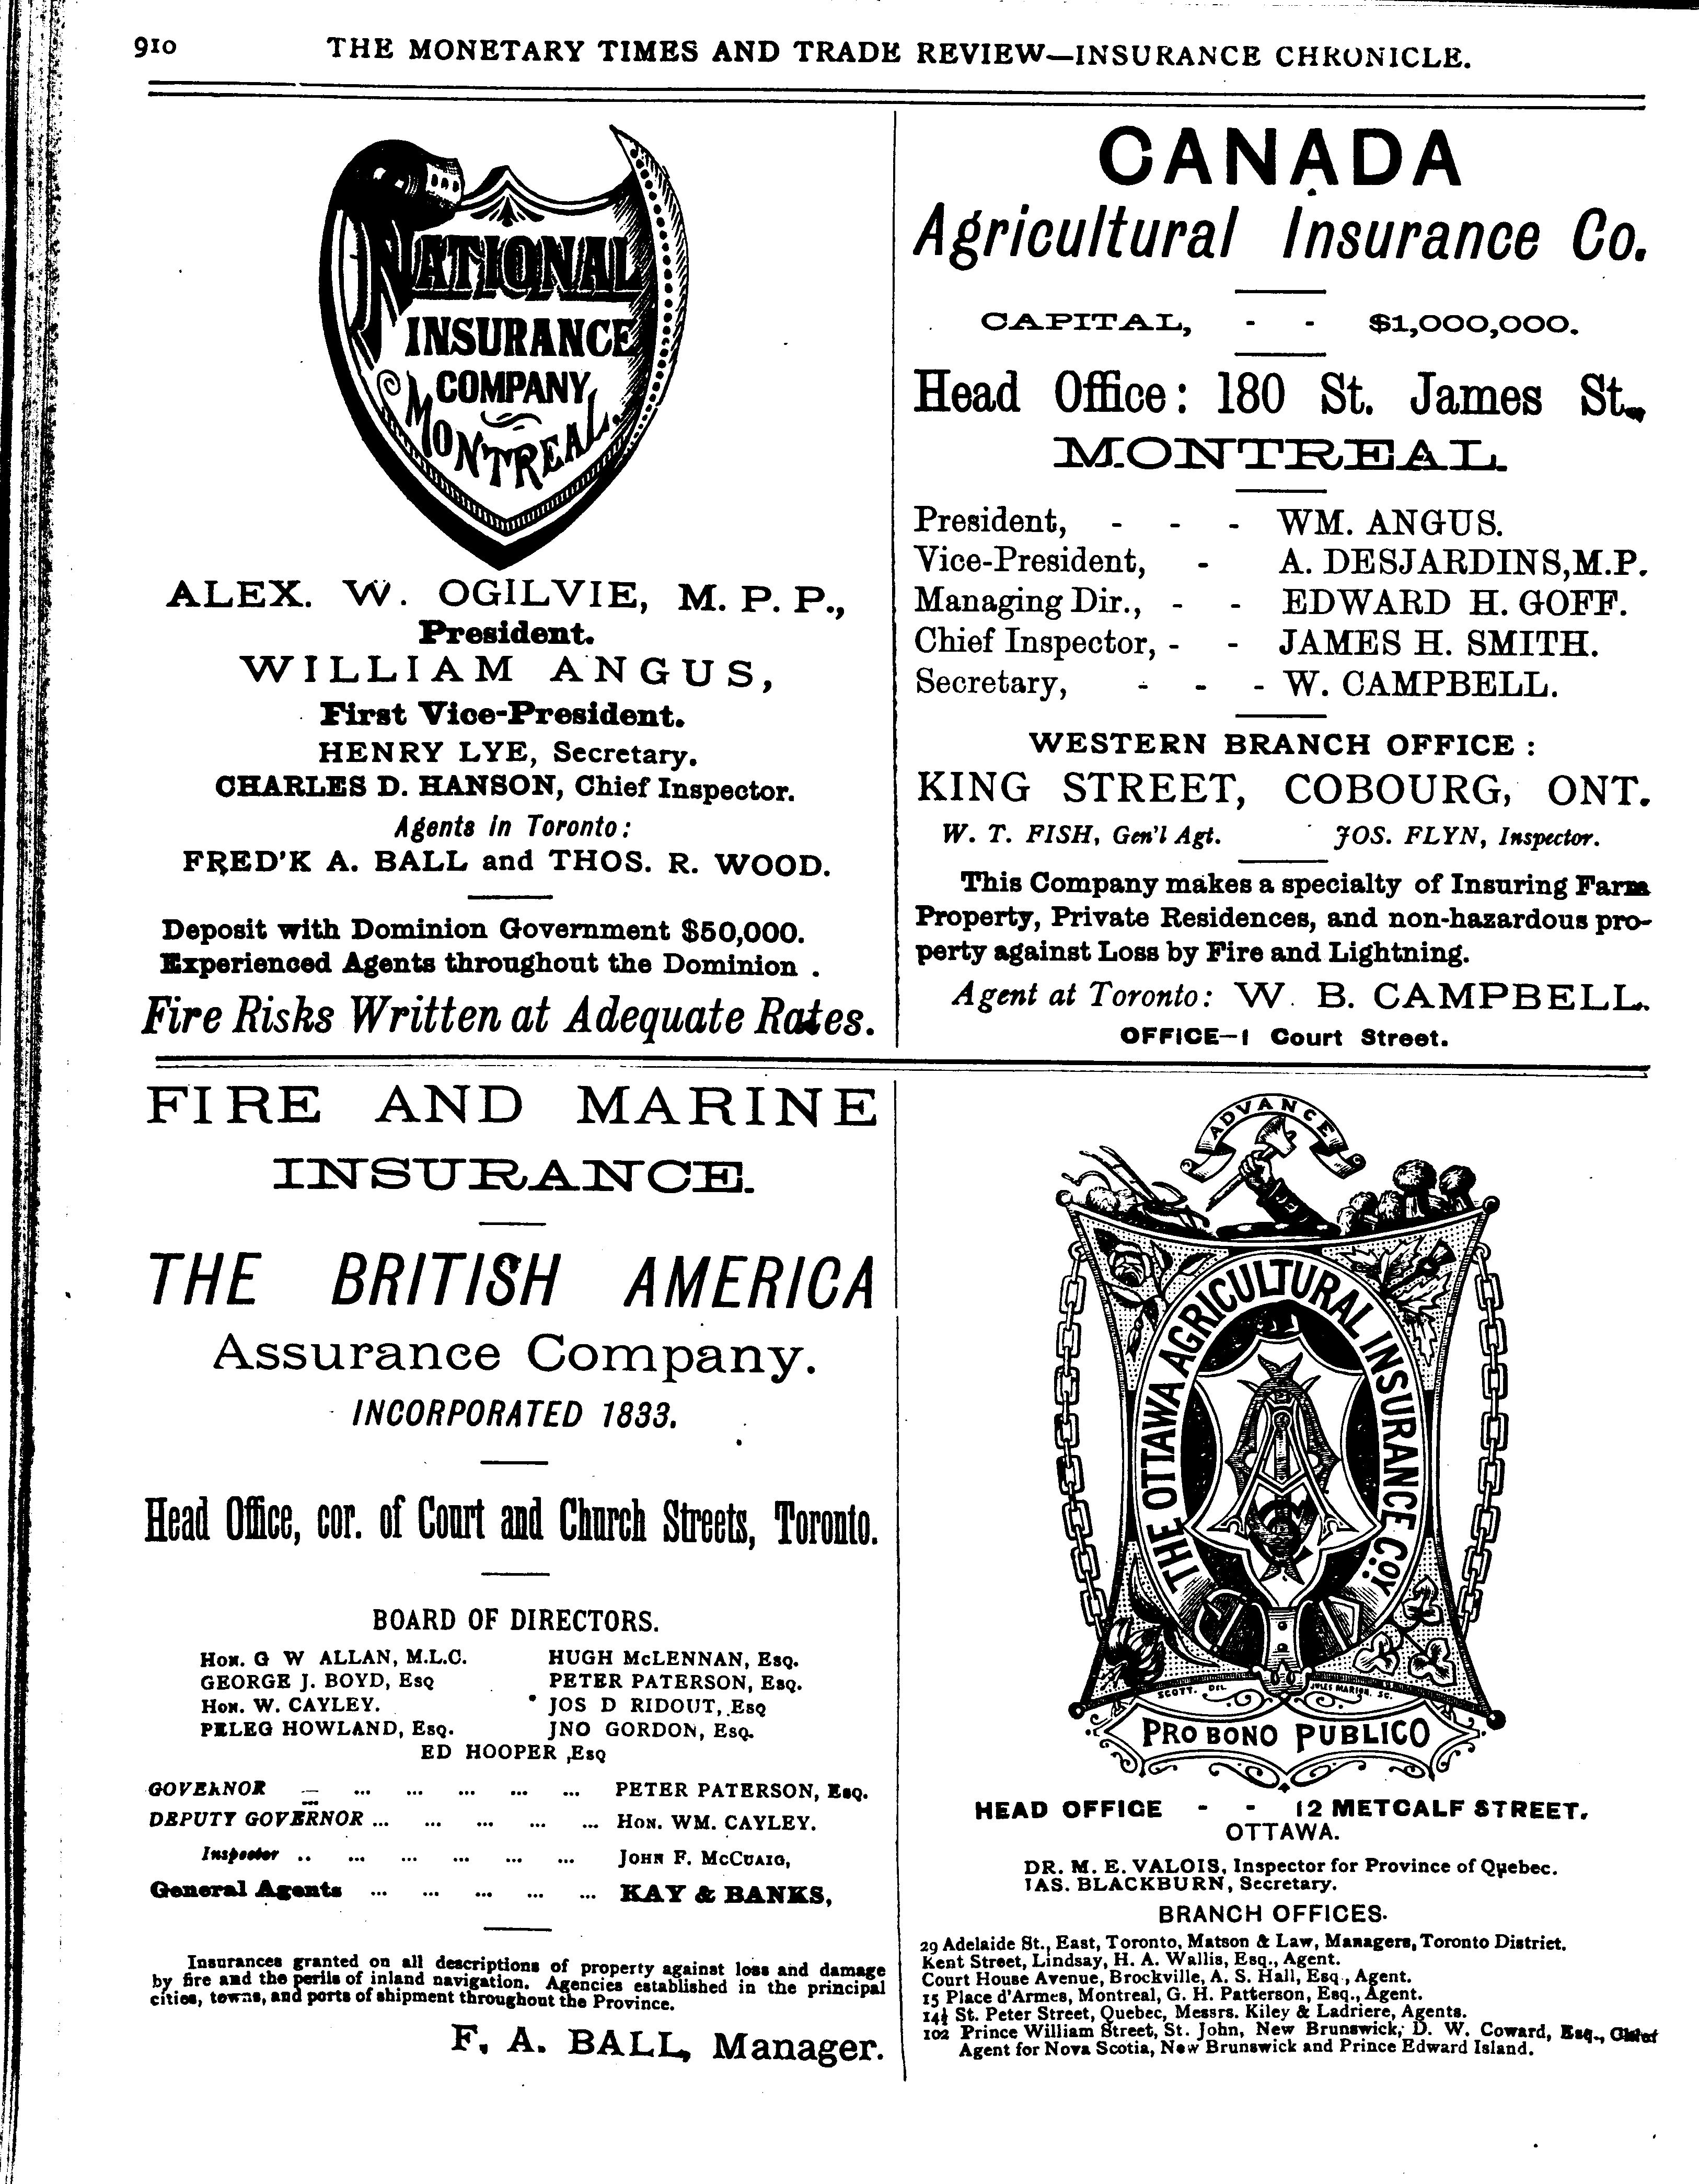 910 THE MONETARY TIMES AND TRADE REVIEW—INSURANCE CHRONICLE.
NATIONAL
INSURANCE
COMPANY,
MONTREAL.
ALEX. W. OGILVIE, M. P. P.,
President.
WILLIAM ANGUS,
First Vice-President.
HENRY LYE, Secretary.
CHARLES D. HANSON, Chief Inspector.
Agents in Toronto:
FRED'K A. BALL and THOS. R. WOOD.
Deposit with Dominion Government $50,000.
Experienced Agents throughout the Dominion .
Fire Risks Written at Adequate Rates.
CANADA
Agricultural Insurance Co.
CAPITAL, - - $1,000,000.
Head Office: 180 St. James St.,
MONTREAL.
President, - - - WM. ANGUS.
Vice-President, - A. DESJARDINS, M.P.
Managing Dir., - - EDWARD H. GOFF.
Chief Inspector, - - JAMES H. SMITH.
Secretary, - - - W. CAMPBELL.
WESTERN BRANCH OFFICE :
KING STREET, COBOURG, ONT.
W. T. FISH, Gen'l Agt. JOS. FLYN, Inspector.
This Company makes a specialty of Insuring Farm
Property, Private Residences, and non-hazardous pro-
perty against Loss by Fire and Lightning.
Agent at Toronto: W. B. CAMPBELL.
OFFICE—1 Court Street.
FIRE AND MARINE
INSURANCE.
THE BRITISH AMERICA
Assurance Company.
INCORPORATED 1833.
Head Office, cor. of Court and Church Streets, Toronto.
BOARD OF DIRECTORS.
HON. G W ALLAN, M.L.C. HUGH McLENNAN, ESQ.
GEORGE J. BOYD, ESQ PETER PATERSON, ESQ.
HON. W. CAYLEY. JOS D RIDOUT, ESQ
PELEG HOWLAND, ESQ. JNO GORDON, ESQ.
ED HOOPER, ESQ
GOVERNOR ... ... ... ... ... PETER PATERSON, ESQ.
DEPUTY GOVERNOR ... ... ... ... ... HON. WM. CAYLEY.
Inspector .. ... ... ... ... ... JOHN F. McCUAIG,
General Agents ... ... ... ... ... KAY & BANKS,
Insurances granted on all descriptions of property against loss and damage
by fire and the perils of inland navigation. Agencies established in the principal
cities, towns, and ports of shipment throughout the Province.
F. A. BALL, Manager.
ADVANCE
THE OTTAWA AGRICULTURAL INSURANCE COY:
SCOTT. DEL. JULES MARION. SC.
PRO BONO PUBLICO
HEAD OFFICE - - 12 METCALF STREET.
OTTAWA.
DR. M. E. VALOIS, Inspector for Province of Quebec.
JAS. BLACKBURN, Secretary.
BRANCH OFFICES.
29 Adelaide St., East, Toronto, Matson & Law, Managers, Toronto District.
Kent Street, Lindsay, H. A. Wallis, Esq., Agent.
Court House Avenue, Brockville, A. S. Hall, Esq., Agent.
15 Place d'Armes, Montreal, G. H. Patterson, Esq., Agent.
14½ St. Peter Street, Quebec, Messrs. Kiley & Ladriere, Agents.
102 Prince William Street, St. John, New Brunswick; D. W. Coward, Esq., Chief
Agent for Nova Scotia, New Brunswick and Prince Edward Island.